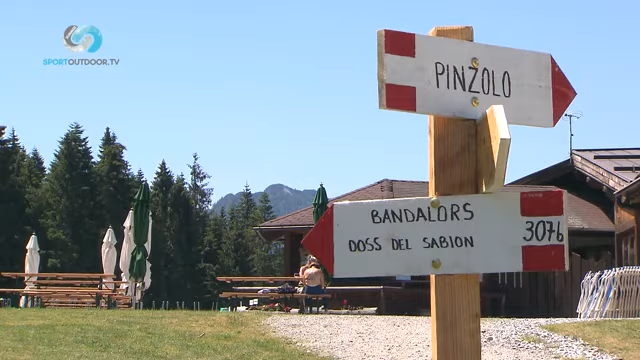 SPORTOUTDOOR.TV
PINZOLO
BANDALORS
DOSS DEL SABION
307b